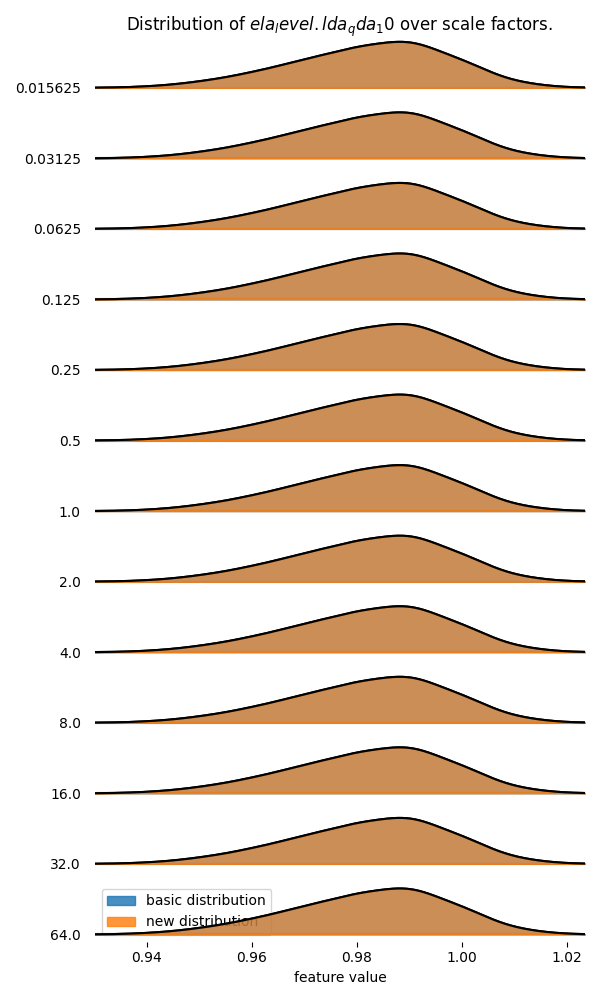 Distribution of elaₗevel.lda_qda₁0 over scale factors.
0.015625
0.03125
0.0625
0.125
0.25
0.5
1.0
2.0
4.0
8.0
16.0
32.0
basic distribution
new distribution
64.0
0.94 0.96 0.98 1.00 1.02
feature value